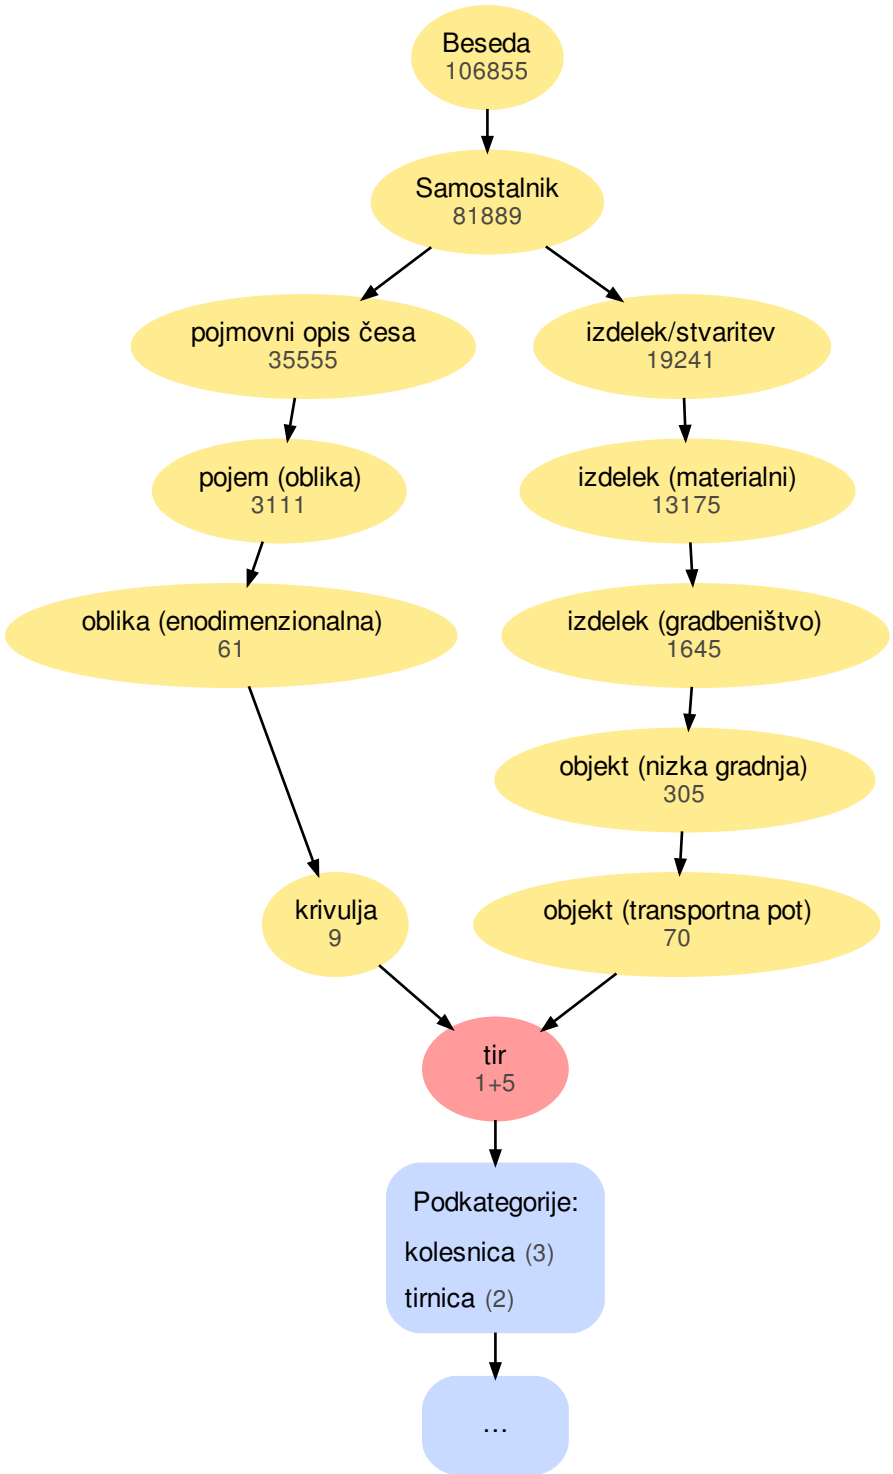 Beseda
106855
Samostalnik
81889
pojmovni opis česa
35555
izdelek/stvaritev
19241
pojem (oblika)
3111
izdelek (materialni)
13175
oblika (enodimenzionalna)
61
izdelek (gradbeništvo)
1645
objekt (nizka gradnja)
305
krivulja
9
objekt (transportna pot)
70
tir
1+5
Podkategorije:
kolesnica (3)
tirnica (2)
...